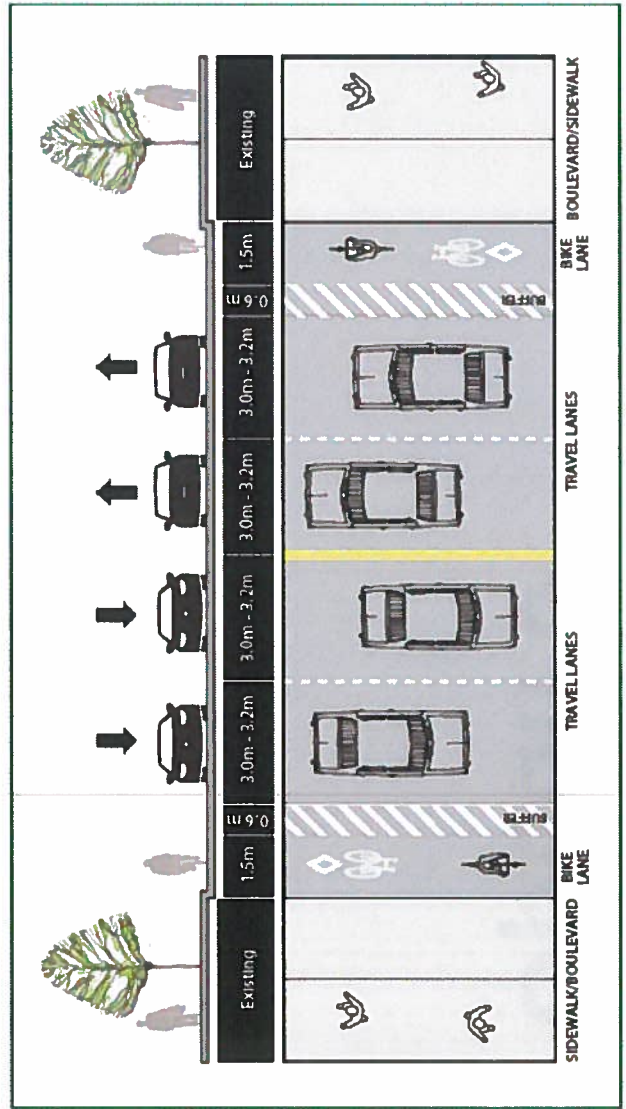 Existing
1.5m
0.6 m
3.0m - 3.2m
3.0m - 3.2m
3.0m - 3.2m
3.0m - 3.2m
0.6 m
1.5m
Existing
BUFFER
BUFFER
SIDEWALK/BOULEVARD
BIKE
LANE
TRAVEL LANES
TRAVEL LANES
BIKE
LANE
BOULEVARD/SIDEWALK